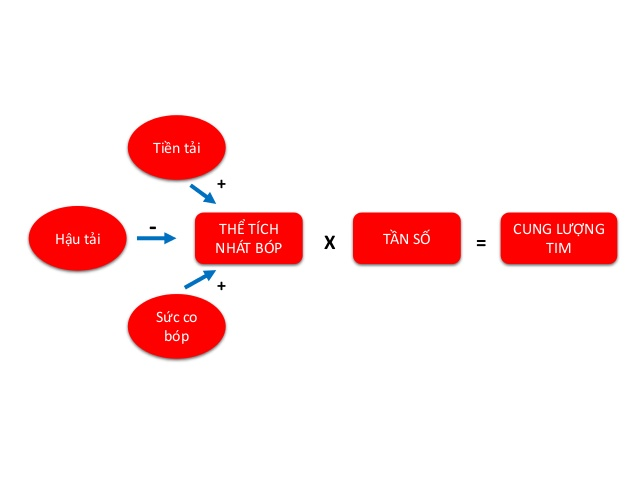 Tiền tải
+
Hậu tải
-
THỂ TÍCH
NHÁT BÓP
X
TẦN SỐ
=
CUNG LƯỢNG
TIM
+
Sức co
bóp